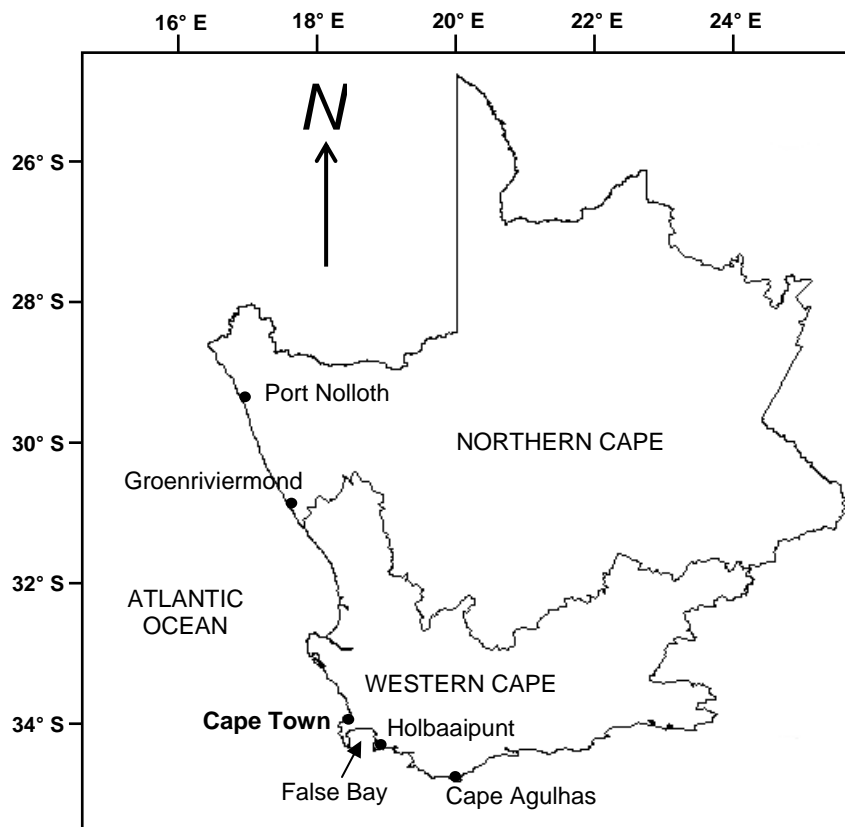 16° E 18° E 20° E 22° E 24° E
N
26° S
28° S
Port Nolloth
30° S
NORTHERN CAPE
Groenriviermond
32° S
ATLANTIC
OCEAN
WESTERN CAPE
34° S
Cape Town
Holbaaipunt
False Bay
Cape Agulhas